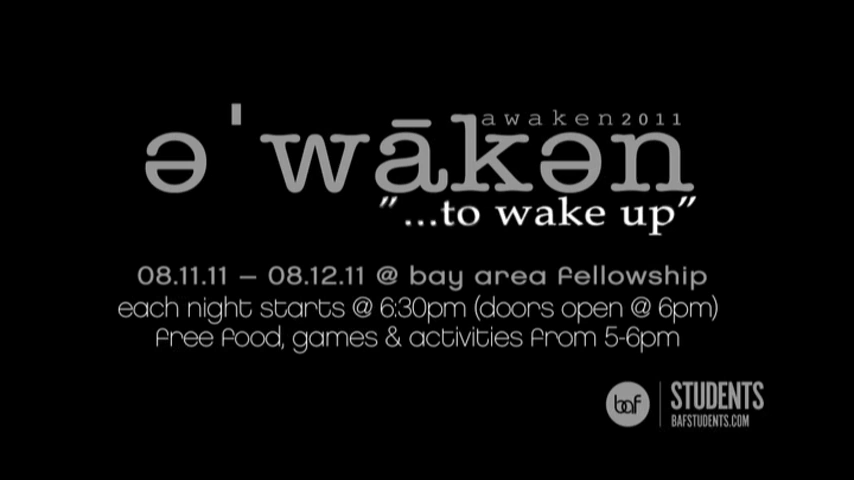 awaken2011
əˈwākən
"...to wake up"
08.11.11 – 08.12.11 @ bay area fellowship
each night starts @ 6:30pm (doors open @ 6pm)
free food, games & activities from 5-6pm
baf
STUDENTS
BAFSTUDENTS.COM